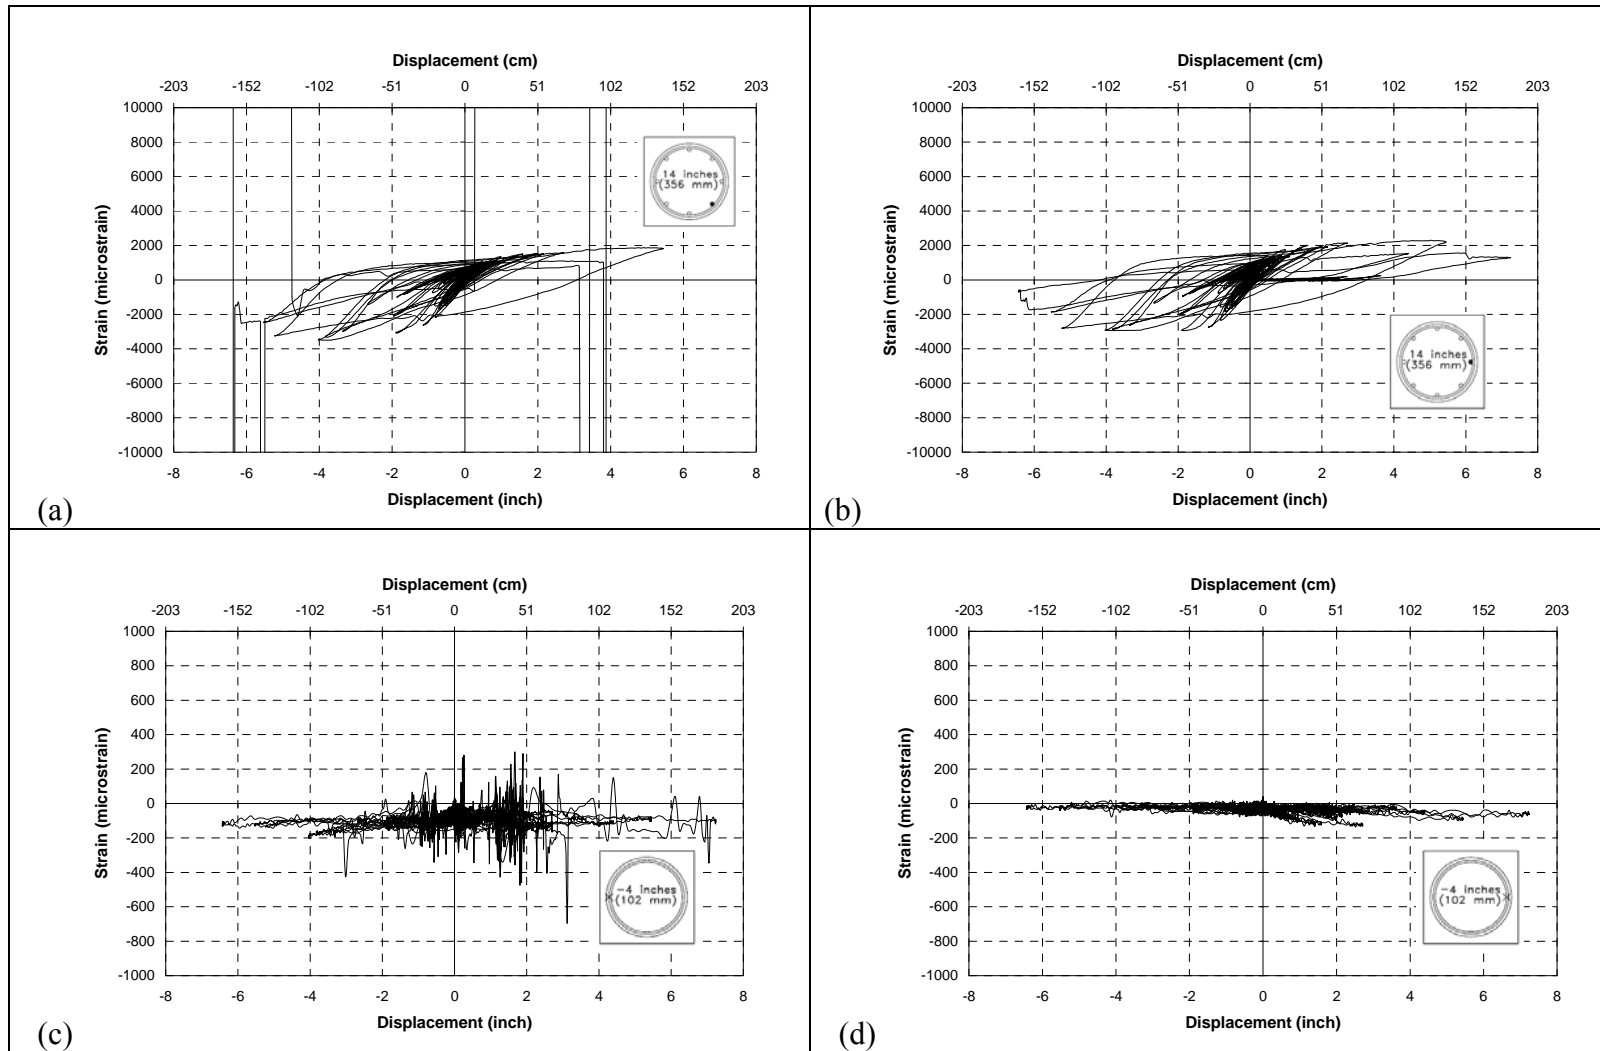 Displacement (cm)
-203 -152 -102 -51 0 51 102 152 203
10000
8000
6000
4000
2000
0
-2000
-4000
-6000
-8000
-10000
Strain (microstrain)
14 inches
(356 mm)
-8 -6 -4 -2 0 2 4 6 8
Displacement (inch)
(a)
Displacement (cm)
-203 -152 -102 -51 0 51 102 152 203
10000
8000
6000
4000
2000
0
-2000
-4000
-6000
-8000
-10000
Strain (microstrain)
14 inches
(356 mm)
-8 -6 -4 -2 0 2 4 6 8
Displacement (inch)
(b)
Displacement (cm)
-203 -152 -102 -51 0 51 102 152 203
1000
800
600
400
200
0
-200
-400
-600
-800
-1000
Strain (microstrain)
-4 inches
(102 mm)
-8 -6 -4 -2 0 2 4 6 8
Displacement (inch)
(c)
Displacement (cm)
-203 -152 -102 -51 0 51 102 152 203
1000
800
600
400
200
0
-200
-400
-600
-800
-1000
Strain (microstrain)
-4 inches
(102 mm)
-8 -6 -4 -2 0 2 4 6 8
Displacement (inch)
(d)